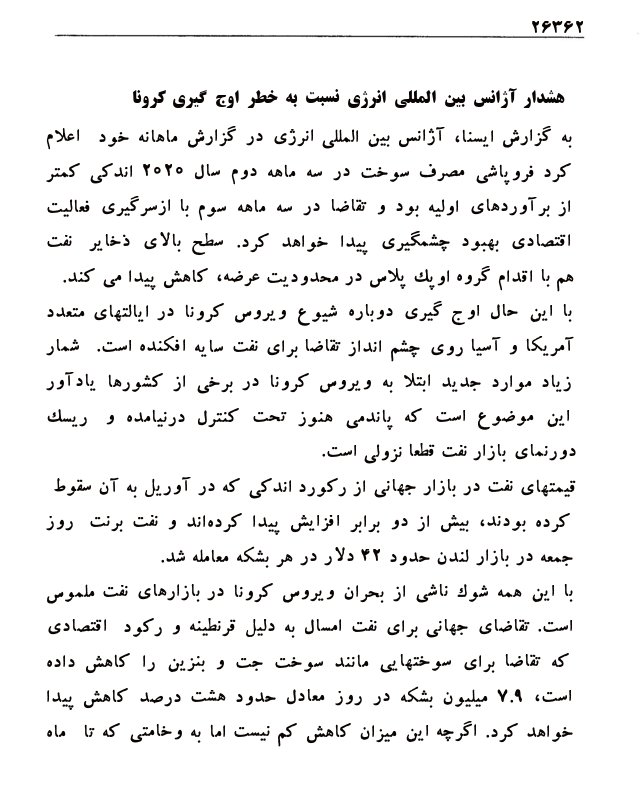 ۲۶۳۶۲
هشدار آژانس بین المللی انرژی نسبت به خطر اوج گیری کرونا
به گزارش ایسنا، آژانس بین المللی انرژی در گزارش ماهانه خود اعلام
کرد فروپاشی مصرف سوخت در سه ماهه دوم سال ۲۰۲۰ اندکی کمتر
از برآوردهای اولیه بود و تقاضا در سه ماهه سوم با ازسرگیری فعالیت
اقتصادی بهبود چشمگیری پیدا خواهد کرد. سطح بالای ذخایر نفت
هم با اقدام گروه اوپک پلاس در محدودیت عرضه، کاهش پیدا می کند.
با این حال اوج گیری دوباره شیوع ویروس کرونا در ایالتهای متعدد
آمریکا و آسیا روی چشم انداز تقاضا برای نفت سایه افکنده است. شمار
زیاد موارد جدید ابتلا به ویروس کرونا در برخی از کشورها یادآور
این موضوع است که پاندمی هنوز تحت کنترل درنیامده و ریسک
دورنمای بازار نفت قطعا نزولی است.
قیمتهای نفت در بازار جهانی از رکورد اندکی که در آوریل به آن سقوط
کرده بودند، بیش از دو برابر افزایش پیدا کرده‌اند و نفت برنت روز
جمعه در بازار لندن حدود ۴۲ دلار در هر بشکه معامله شد.
با این همه شوک ناشی از بحران ویروس کرونا در بازارهای نفت ملموس
است. تقاضای جهانی برای نفت امسال به دلیل قرنطینه و رکود اقتصادی
که تقاضا برای سوختهایی مانند سوخت جت و بنزین را کاهش داده
است، ۷.۹ میلیون بشکه در روز معادل حدود هشت درصد کاهش پیدا
خواهد کرد. اگرچه این میزان کاهش کم نیست اما به وخامتی که تا ماه